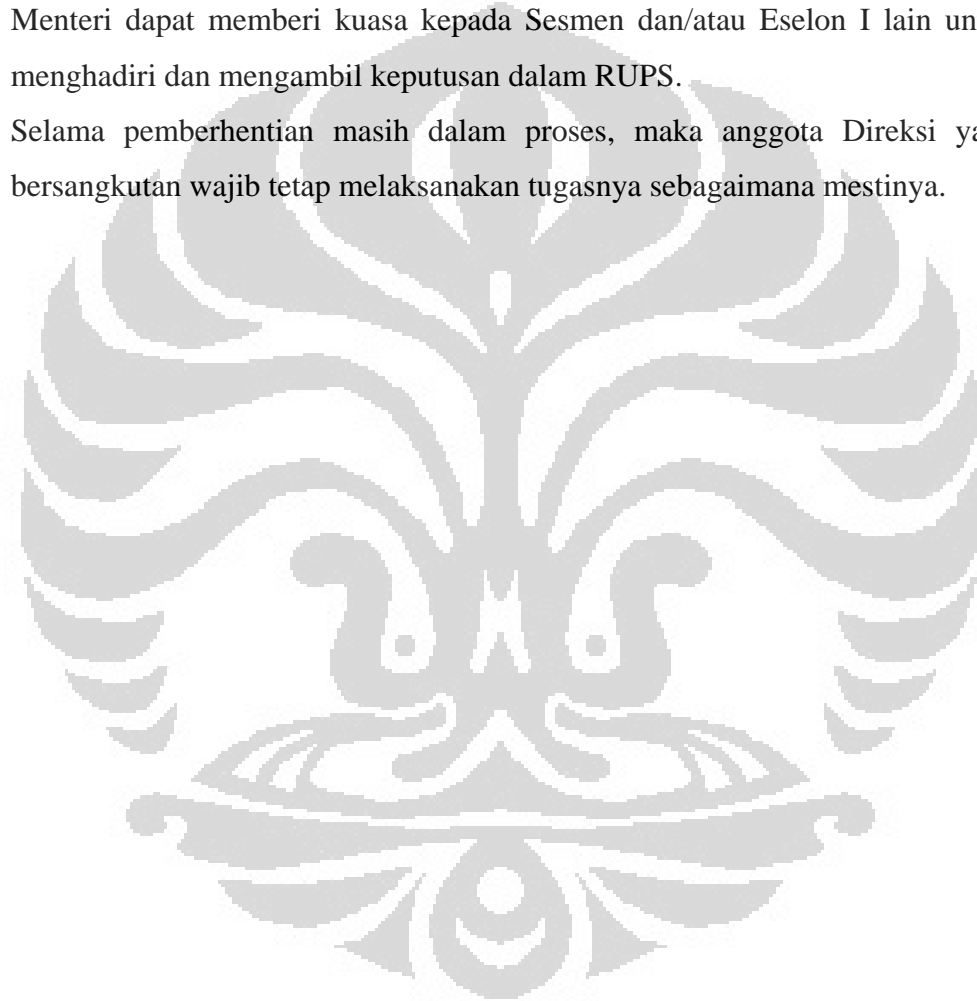 Menteri dapat memberi kuasa kepada Sesmen dan/atau Eselon I lain un
menghadiri dan mengambil keputusan dalam RUPS.
Selama pemberhentian masih dalam proses, maka anggota Direksi ya
bersangkutan wajib tetap melaksanakan tugasnya sebagaimana mestinya.